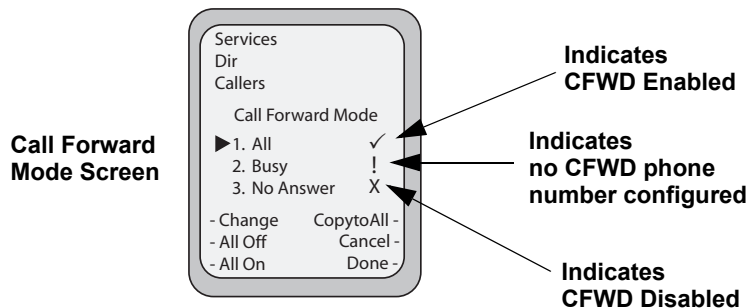 Call Forward
Mode Screen
Services
Dir
Callers
Call Forward Mode
▶1. All ✓
2. Busy !
3. No Answer X
- Change CopytoAll -
- All Off Cancel -
- All On Done -
Indicates
CFWD Enabled
Indicates
no CFWD phone
number configured
Indicates
CFWD Disabled